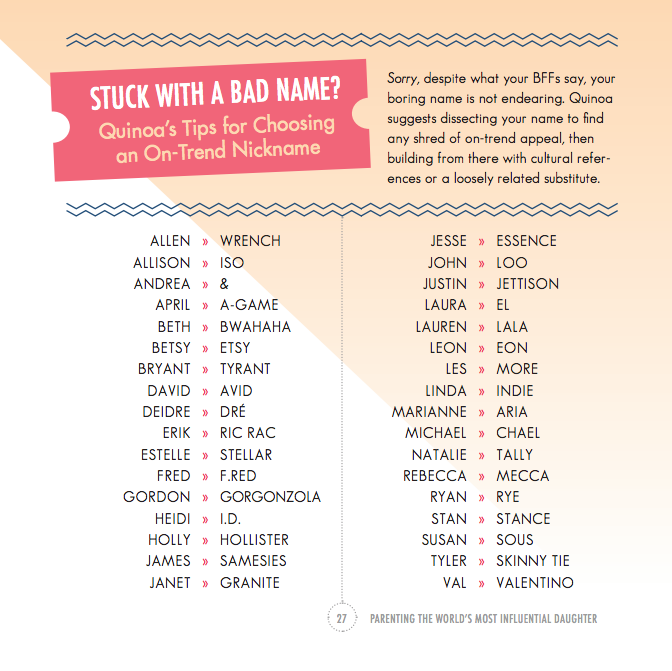 STUCK WITH A BAD NAME?
Quinoa's Tips for Choosing
an On-Trend Nickname
Sorry, despite what your BFFs say, your
boring name is not endearing. Quinoa
suggests dissecting your name to find
any shred of on-trend appeal, then
building from there with cultural refer-
ences or a loosely related substitute.
ALLEN » WRENCH
ALLISON » ISO
ANDREA » &
APRIL » A-GAME
BETH » BWAHAHA
BETSY » ETSY
BRYANT » TYRANT
DAVID » AVID
DEIDRE » DRÉ
ERIK » RIC RAC
ESTELLE » STELLAR
FRED » F.RED
GORDON » GORGONZOLA
HEIDI » I.D.
HOLLY » HOLLISTER
JAMES » SAMESIES
JANET » GRANITE
JESSE » ESSENCE
JOHN » LOO
JUSTIN » JETTISON
LAURA » EL
LAUREN » LALA
LEON » EON
LES » MORE
LINDA » INDIE
MARIANNE » ARIA
MICHAEL » CHAEL
NATALIE » TALLY
REBECCA » MECCA
RYAN » RYE
STAN » STANCE
SUSAN » SOUS
TYLER » SKINNY TIE
VAL » VALENTINO
27 PARENTING THE WORLD'S MOST INFLUENTIAL DAUGHTER